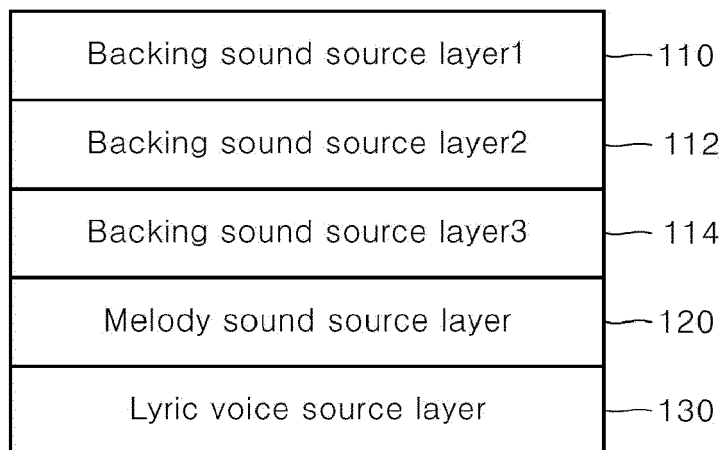 Backing sound source layer1 110
Backing sound source layer2 112
Backing sound source layer3 114
Melody sound source layer 120
Lyric voice source layer 130